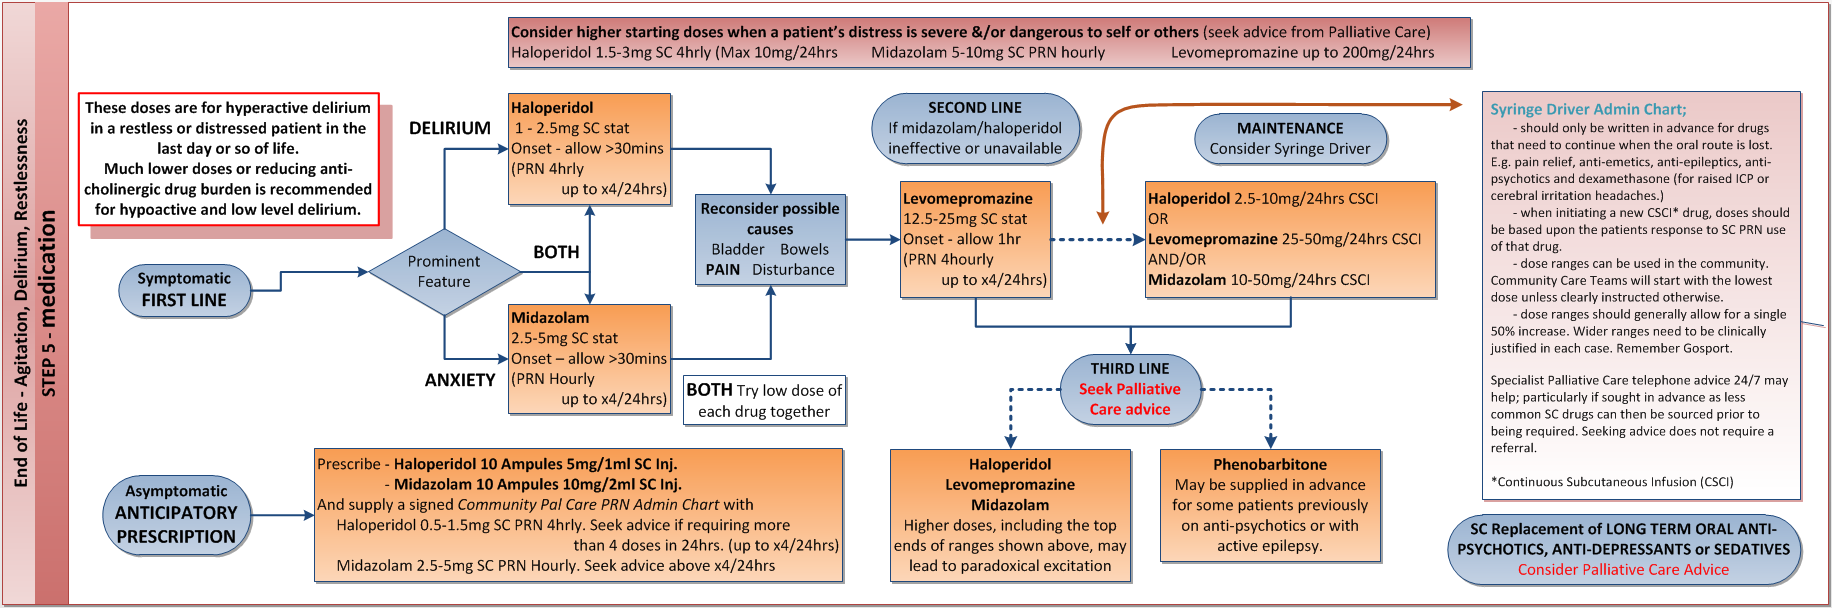 End of Life - Agitation, Delirium, Restlessness
STEP 5 - medication
Consider higher starting doses when a patient's distress is severe &/or dangerous to self or others (seek advice from Palliative Care)
Haloperidol 1.5-3mg SC 4hrly (Max 10mg/24hrs Midazolam 5-10mg SC PRN hourly Levomepromazine up to 200mg/24hrs
These doses are for hyperactive delirium
in a restless or distressed patient in the
last day or so of life.
Much lower doses or reducing anti-
cholinergic drug burden is recommended
for hypoactive and low level delirium.
Symptomatic
FIRST LINE
Prominent
Feature
DELIRIUM
BOTH
ANXIETY
Haloperidol
1 - 2.5mg SC stat
Onset - allow >30mins
(PRN 4hrly
up to x4/24hrs)
Midazolam
2.5-5mg SC stat
Onset – allow >30mins
(PRN Hourly
up to x4/24hrs)
BOTH Try low dose of
each drug together
Reconsider possible
causes
Bladder Bowels
PAIN Disturbance
SECOND LINE
If midazolam/haloperidol
ineffective or unavailable
Levomepromazine
12.5-25mg SC stat
Onset - allow 1hr
(PRN 4hourly
up to x4/24hrs)
MAINTENANCE
Consider Syringe Driver
Haloperidol 2.5-10mg/24hrs CSCI
OR
Levomepromazine 25-50mg/24hrs CSCI
AND/OR
Midazolam 10-50mg/24hrs CSCI
THIRD LINE
Seek Palliative
Care advice
Haloperidol
Levomepromazine
Midazolam
Higher doses, including the top
ends of ranges shown above, may
lead to paradoxical excitation
Phenobarbitone
May be supplied in advance
for some patients previously
on anti-psychotics or with
active epilepsy.
Asymptomatic
ANTICIPATORY
PRESCRIPTION
Prescribe - Haloperidol 10 Ampules 5mg/1ml SC Inj.
- Midazolam 10 Ampules 10mg/2ml SC Inj.
And supply a signed Community Pal Care PRN Admin Chart with
Haloperidol 0.5-1.5mg SC PRN 4hrly. Seek advice if requiring more
than 4 doses in 24hrs. (up to x4/24hrs)
Midazolam 2.5-5mg SC PRN Hourly. Seek advice above x4/24hrs
Syringe Driver Admin Chart;
- should only be written in advance for drugs
that need to continue when the oral route is lost.
E.g. pain relief, anti-emetics, anti-epileptics, anti-
psychotics and dexamethasone (for raised ICP or
cerebral irritation headaches.)
- when initiating a new CSCI* drug, doses should
be based upon the patients response to SC PRN use
of that drug.
- dose ranges can be used in the community.
Community Care Teams will start with the lowest
dose unless clearly instructed otherwise.
- dose ranges should generally allow for a single
50% increase. Wider ranges need to be clinically
justified in each case. Remember Gosport.
Specialist Palliative Care telephone advice 24/7 may
help; particularly if sought in advance as less
common SC drugs can then be sourced prior to
being required. Seeking advice does not require a
referral.
*Continuous Subcutaneous Infusion (CSCI)
SC Replacement of LONG TERM ORAL ANTI-
PSYCHOTICS, ANTI-DEPRESSANTS or SEDATIVES
Consider Palliative Care Advice